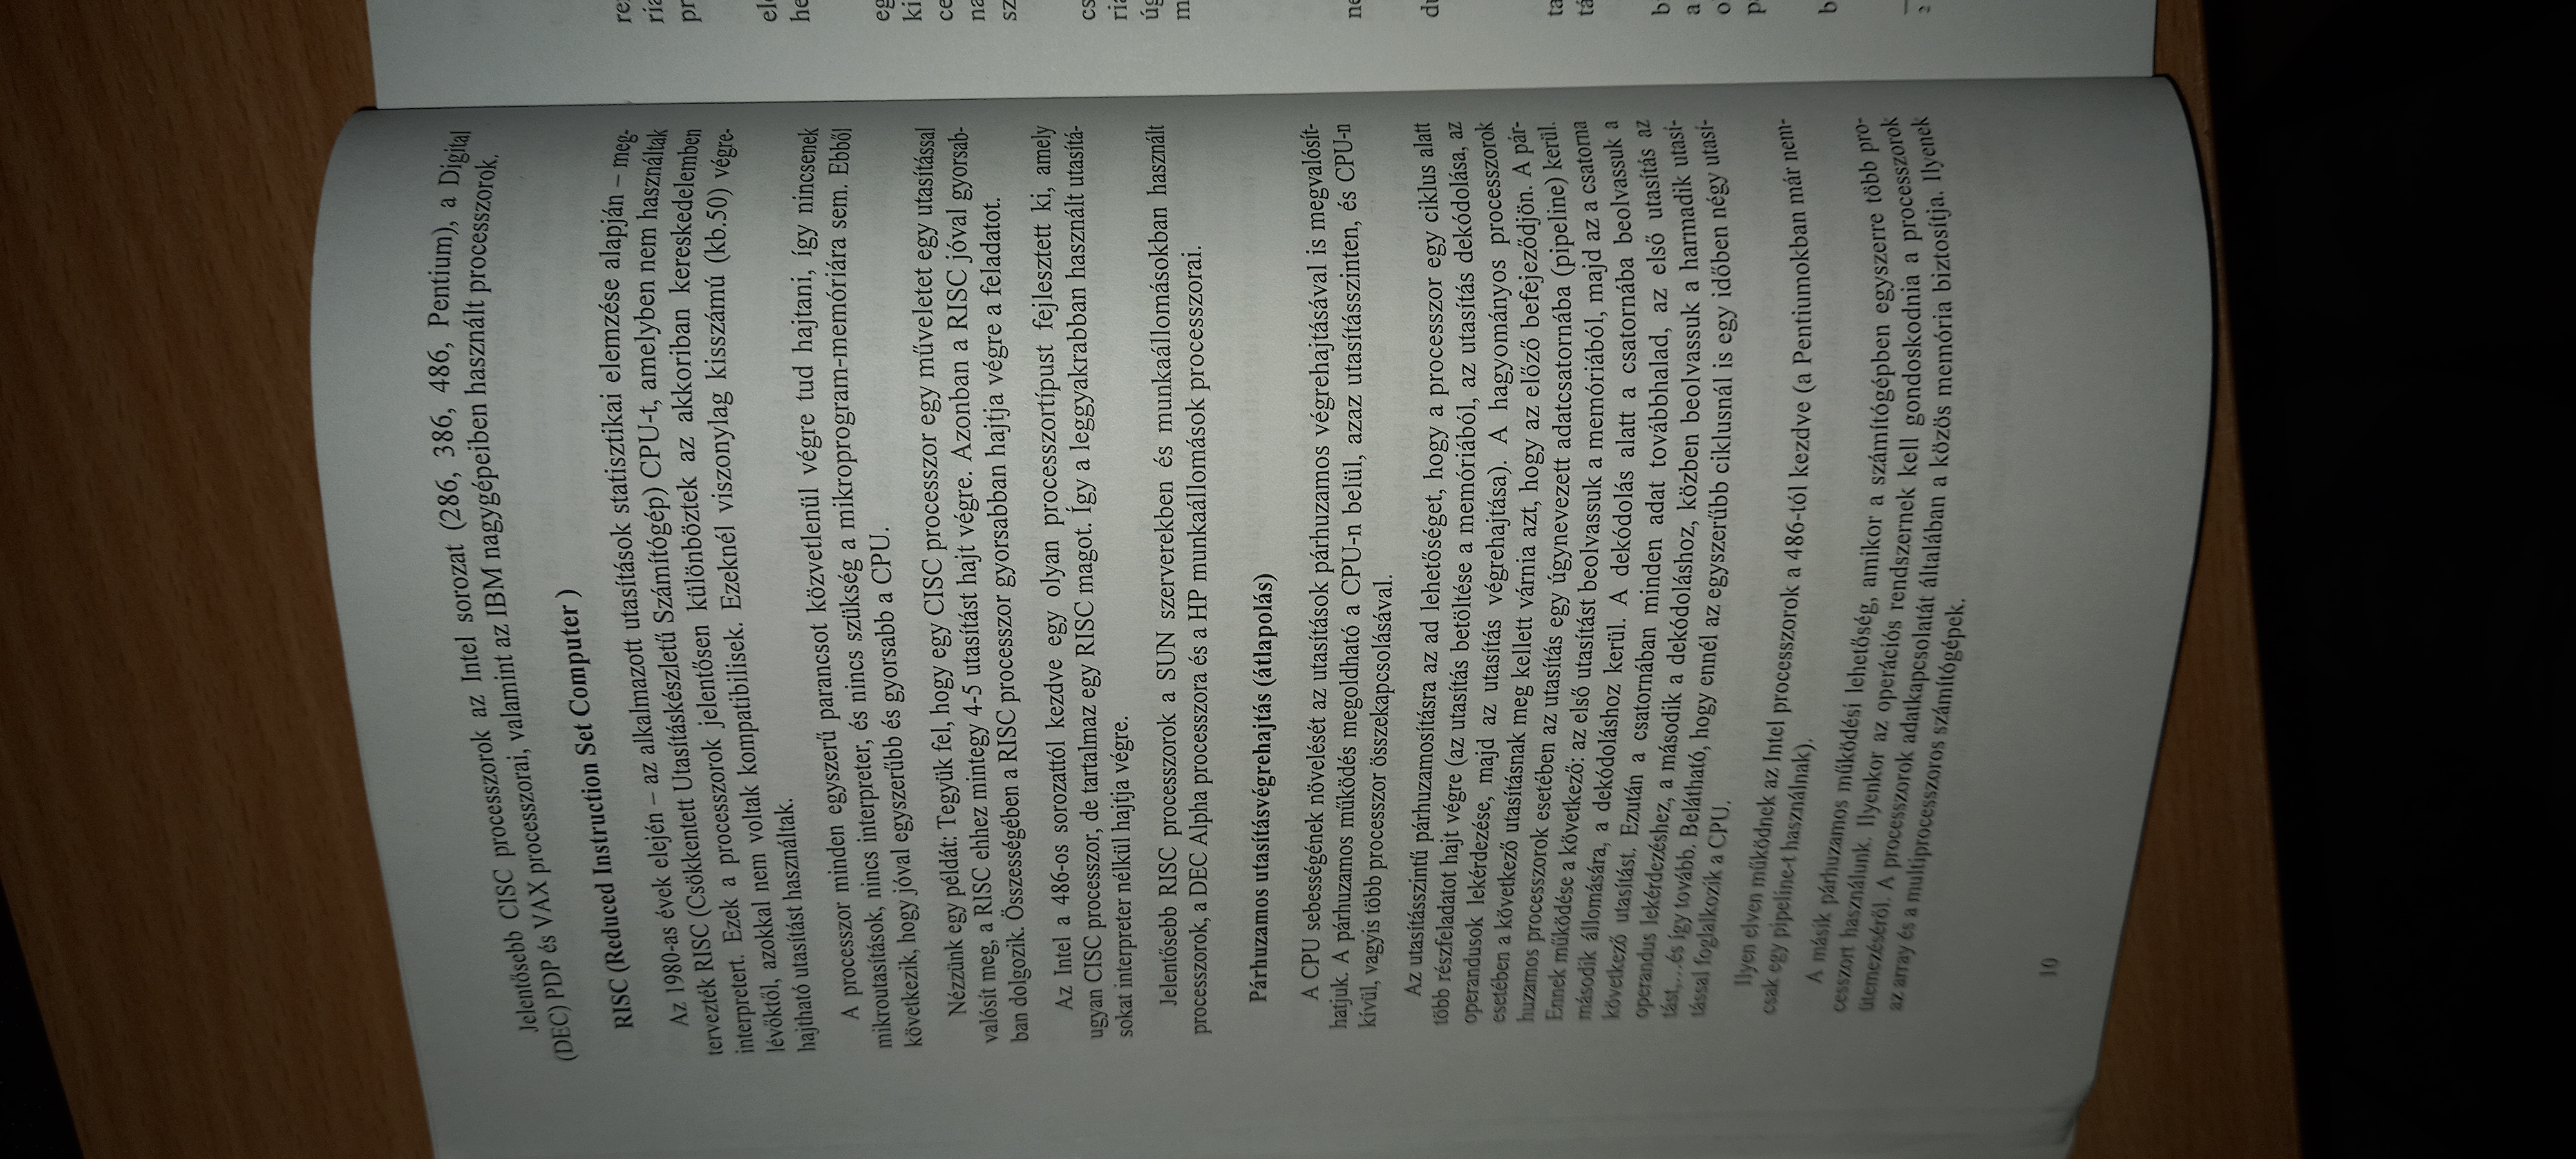 Jelentősebb CISC processzorok az Intel sorozat (286, 386, 486, Pentium), a Digital
(DEC) PDP és VAX processzorai, valamint az IBM nagygépeiben használt processzorok.
RISC (Reduced Instruction Set Computer )
Az 1980-as évek elején – az alkalmazott utasítások statisztikai elemzése alapján – meg-
tervezték RISC (Csökkentett Utasításkészletű Számítógép) CPU-t, amelyben nem használtak
interpretert. Ezek a processzorok jelentősen különböztek az akkoriban kereskedelemben
lévőktől, azokkal nem voltak kompatibilisek. Ezeknél viszonylag kisszámú (kb.50) végre-
hajtható utasítást használtak.
A processzor minden egyszerű parancsot közvetlenül végre tud hajtani, így nincsenek
mikroutasítások, nincs interpreter, és nincs szükség a mikroprogram-memóriára sem. Ebből
következik, hogy jóval egyszerűbb és gyorsabb a CPU.
Nézzünk egy példát: Tegyük fel, hogy egy CISC processzor egy műveletet egy utasítással
valósít meg, a RISC ehhez mintegy 4-5 utasítást hajt végre. Azonban a RISC jóval gyorsab-
ban dolgozik. Összességében a RISC processzor gyorsabban hajtja végre a feladatot.
Az Intel a 486-os sorozattól kezdve egy olyan processzortípust fejlesztett ki, amely
ugyan CISC processzor, de tartalmaz egy RISC magot. Így a leggyakrabban használt utasítá-
sokat interpreter nélkül hajtja végre.
Jelentősebb RISC processzorok a SUN szerverekben és munkaállomásokban használt
processzorok, a DEC Alpha processzora és a HP munkaállomások processzorai.
Párhuzamos utasításvégrehajtás (átlapolás)
A CPU sebességének növelését az utasítások párhuzamos végrehajtásával is megvalósít-
hatjuk. A párhuzamos működés megoldható a CPU-n belül, azaz utasításszinten, és CPU-n
kívül, vagyis több processzor összekapcsolásával.
Az utasításszintű párhuzamosításra az ad lehetőséget, hogy a processzor egy ciklus alatt
több részfeladatot hajt végre (az utasítás betöltése a memóriából, az utasítás dekódolása, az
operandusok lekérdezése, majd az utasítás végrehajtása). A hagyományos processzorok
esetében a következő utasításnak meg kellett várnia azt, hogy az előző befejeződjön. A pár-
huzamos processzorok esetében az utasítás egy úgynevezett adatcsatornába (pipeline) kerül.
Ennek működése a következő: az első utasítást beolvassuk a memóriából, majd az a csatorna
második állomására, a dekódoláshoz kerül. A dekódolás alatt a csatornába beolvassuk a
következő utasítást. Ezután a csatornában minden adat továbbhalad, az első utasítás az
operandus lekérdezéshez, a második a dekódoláshoz, közben beolvassuk a harmadik utasí-
tást,...és így tovább. Belátható, hogy ennél az egyszerűbb ciklusnál is egy időben négy utasí-
tással foglalkozik a CPU.
Ilyen elven működnek az Intel processzorok a 486-tól kezdve (a Pentiumokban már nem-
csak egy pipeline-t használnak).
A másik párhuzamos működési lehetőség, amikor a számítógépben egyszerre több pro-
cesszort használunk. Ilyenkor az operációs rendszernek kell gondoskodnia a processzorok
ütemezéséről. A processzorok adatkapcsolatát általában a közös memória biztosítja. Ilyenek
az array és a multiprocesszoros számítógépek.
10